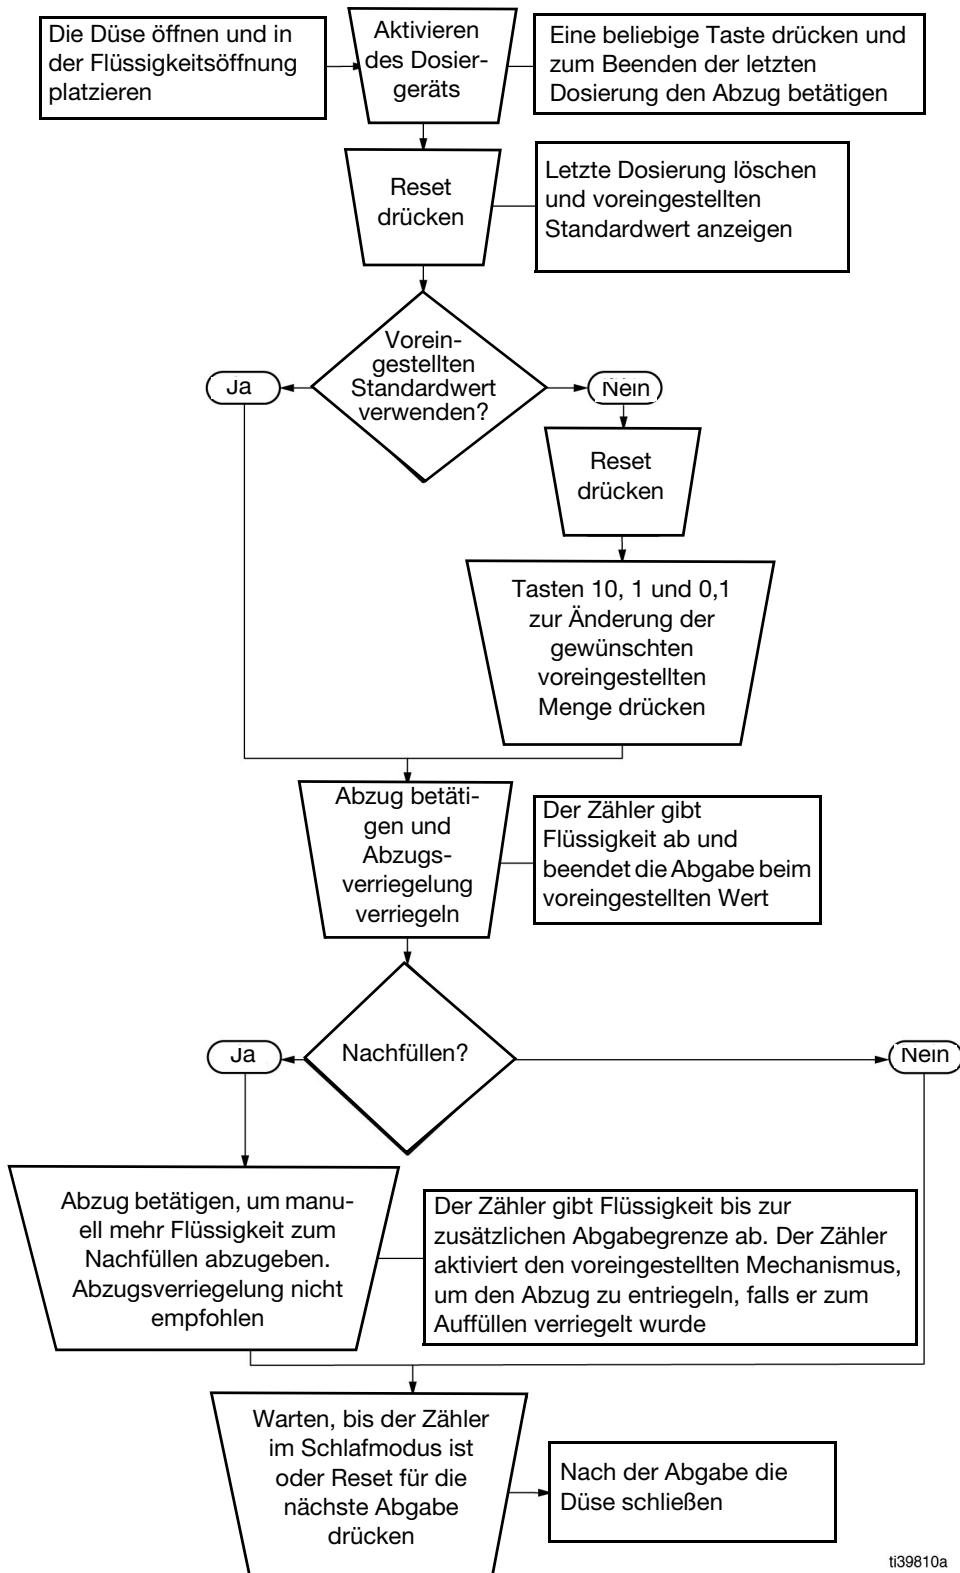 Die Düse öffnen und in
der Flüssigkeitsöffnung
platzieren
Aktivieren
des Dosier-
geräts
Eine beliebige Taste drücken und
zum Beenden der letzten
Dosierung den Abzug betätigen
Reset
drücken
Letzte Dosierung löschen
und voreingestellten
Standardwert anzeigen
Vorein-
gestellten
Standardwert
verwenden?
Ja
Nein
Reset
drücken
Tasten 10, 1 und 0,1
zur Änderung der
gewünschten
voreingestellten
Menge drücken
Abzug betäti-
gen und
Abzugs-
verriegelung
verriegeln
Der Zähler gibt
Flüssigkeit ab und
beendet die Abgabe beim
voreingestellten Wert
Nachfüllen?
Ja
Nein
Abzug betätigen, um manu-
ell mehr Flüssigkeit zum
Nachfüllen abzugeben.
Abzugsverriegelung nicht
empfohlen
Der Zähler gibt Flüssigkeit bis zur
zusätzlichen Abgabegrenze ab. Der Zähler
aktiviert den voreingestellten Mechanismus,
um den Abzug zu entriegeln, falls er zum
Auffüllen verriegelt wurde
Warten, bis der Zähler
im Schlafmodus ist
oder Reset für die
nächste Abgabe
drücken
Nach der Abgabe die
Düse schließen
ti39810a